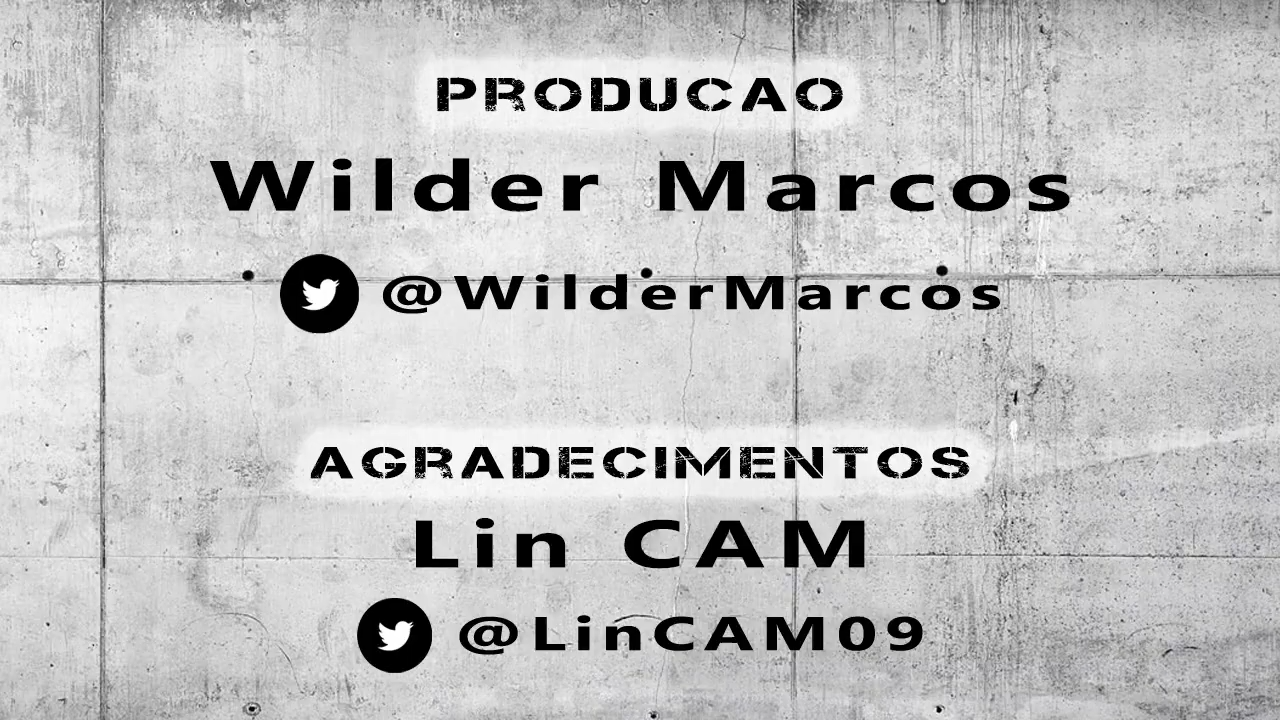 PRODUCAO
Wilder Marcos
@WilderMarcos
AGRADECIMENTOS
Lin CAM
@LinCAM09